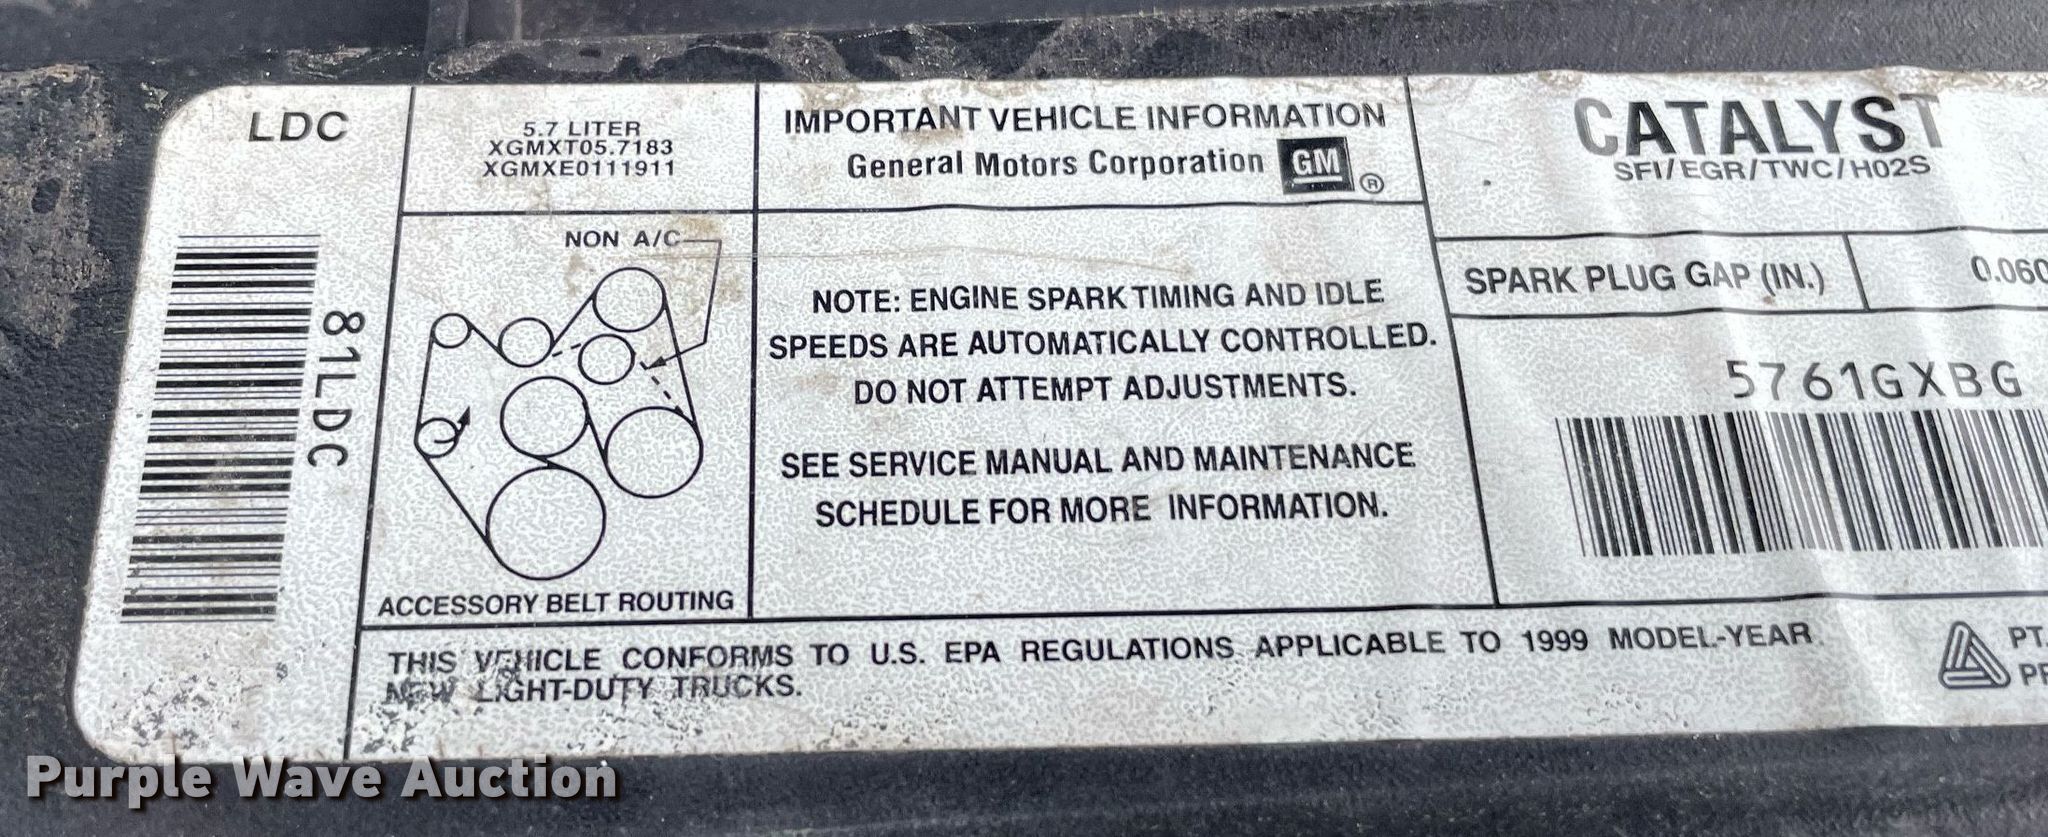 LDC
81LDC
5.7 LITER
XGMXT05.7183
XGMXE0111911
NON A/C
ACCESSORY BELT ROUTING
IMPORTANT VEHICLE INFORMATION
General Motors Corporation GM ®
NOTE: ENGINE SPARK TIMING AND IDLE
SPEEDS ARE AUTOMATICALLY CONTROLLED.
DO NOT ATTEMPT ADJUSTMENTS.
SEE SERVICE MANUAL AND MAINTENANCE
SCHEDULE FOR MORE INFORMATION.
CATALYST
SFI/EGR/TWC/H02S
SPARK PLUG GAP (IN.) 0.060
5761GXBG
THIS VEHICLE CONFORMS TO U.S. EPA REGULATIONS APPLICABLE TO 1999 MODEL-YEAR
NEW LIGHT-DUTY TRUCKS.
PT.
Purple Wave Auction